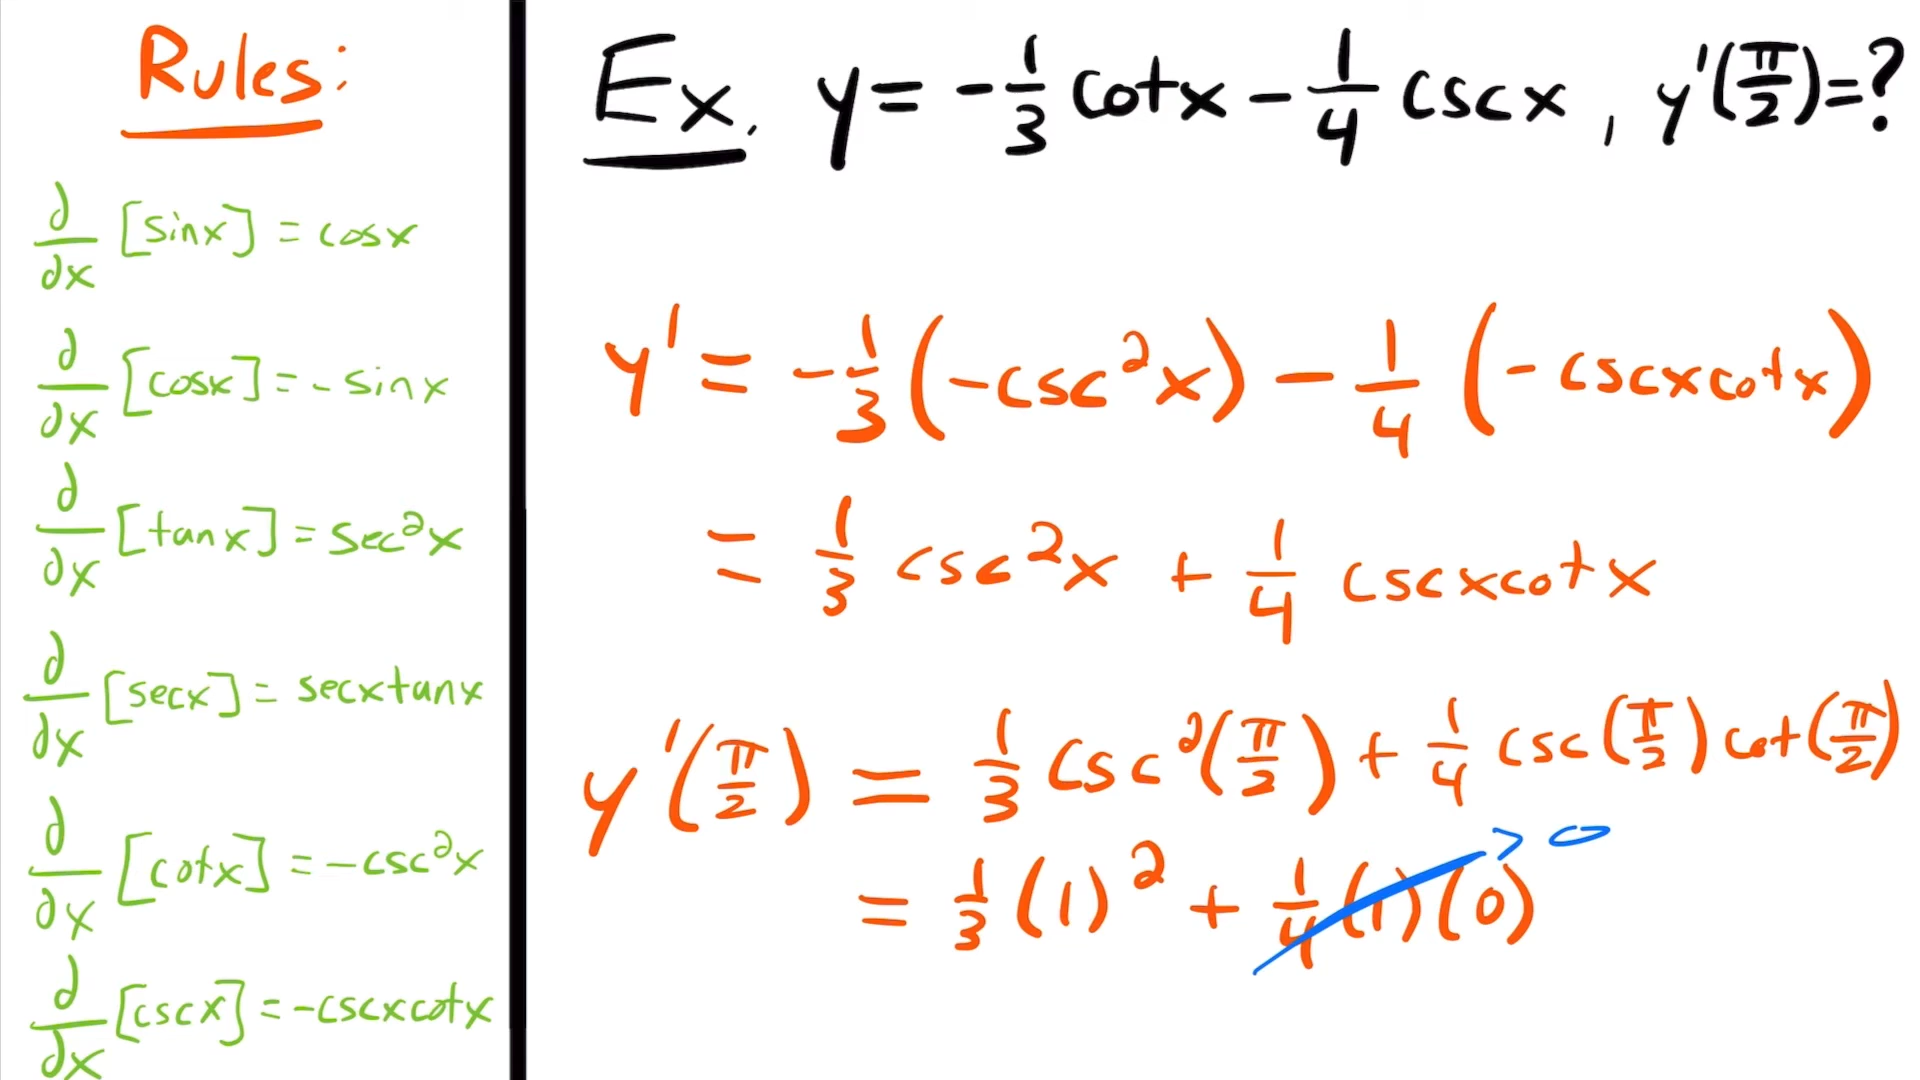 Rules:
d/dx [sinx] = cosx
d/dx [cosx] = - sinx
d/dx [tanx] = sec²x
d/dx [secx] = secxtanx
d/dx [cotx] = -csc²x
d/dx [cscx] = -cscxcotx
Ex. y = -1/3 cotx - 1/4 cscx , y'(π/2)=?
y' = -1/3 (-csc²x) - 1/4 (-cscxcotx)
= 1/3 csc²x + 1/4 cscxcotx
y'(π/2) = 1/3 csc²(π/2) + 1/4 csc(π/2) cot(π/2)
= 1/3 (1)² + 1/4 (1)(0) → 0